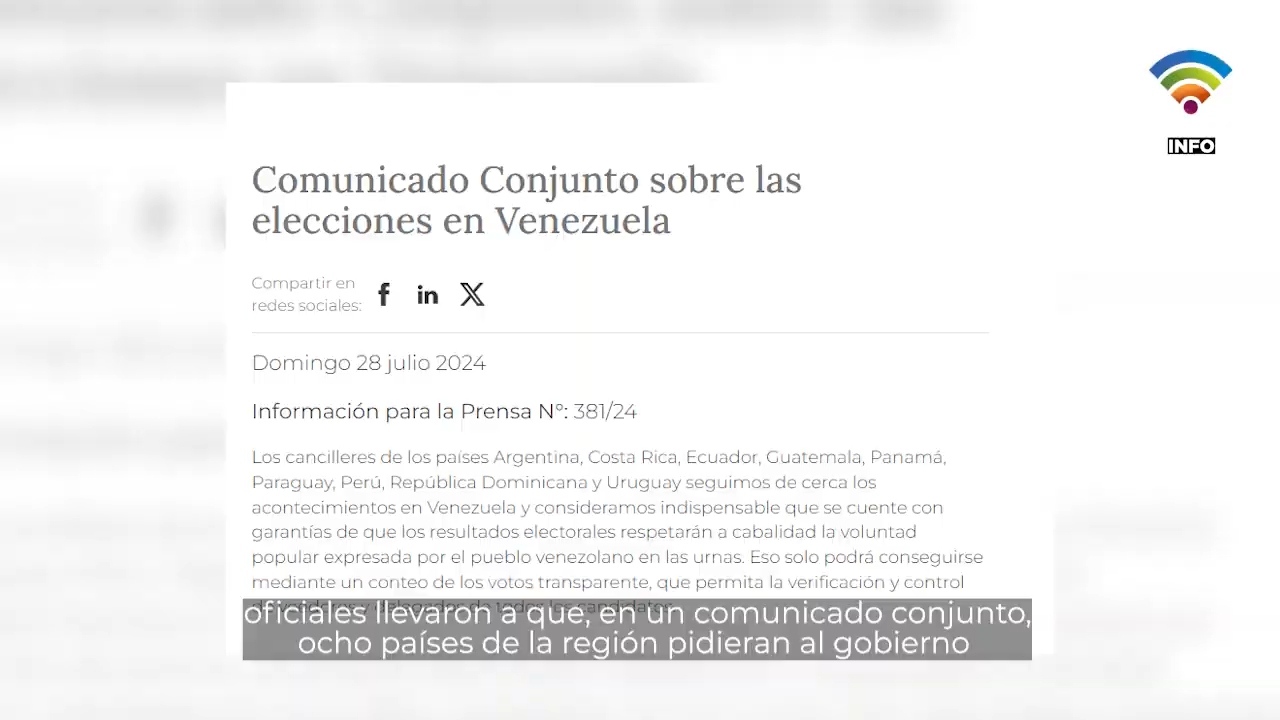 INFO
Comunicado Conjunto sobre las
elecciones en Venezuela
Compartir en
redes sociales:
Domingo 28 julio 2024
Información para la Prensa N°: 381/24
Los cancilleres de los países Argentina, Costa Rica, Ecuador, Guatemala, Panamá,
Paraguay, Perú, República Dominicana y Uruguay seguimos de cerca los
acontecimientos en Venezuela y consideramos indispensable que se cuente con
garantías de que los resultados electorales respetarán a cabalidad la voluntad
popular expresada por el pueblo venezolano en las urnas. Eso solo podrá conseguirse
mediante un conteo de los votos transparente, que permita la verificación y control
oficiales llevaron a que, en un comunicado conjunto,
ocho países de la región pidieran al gobierno